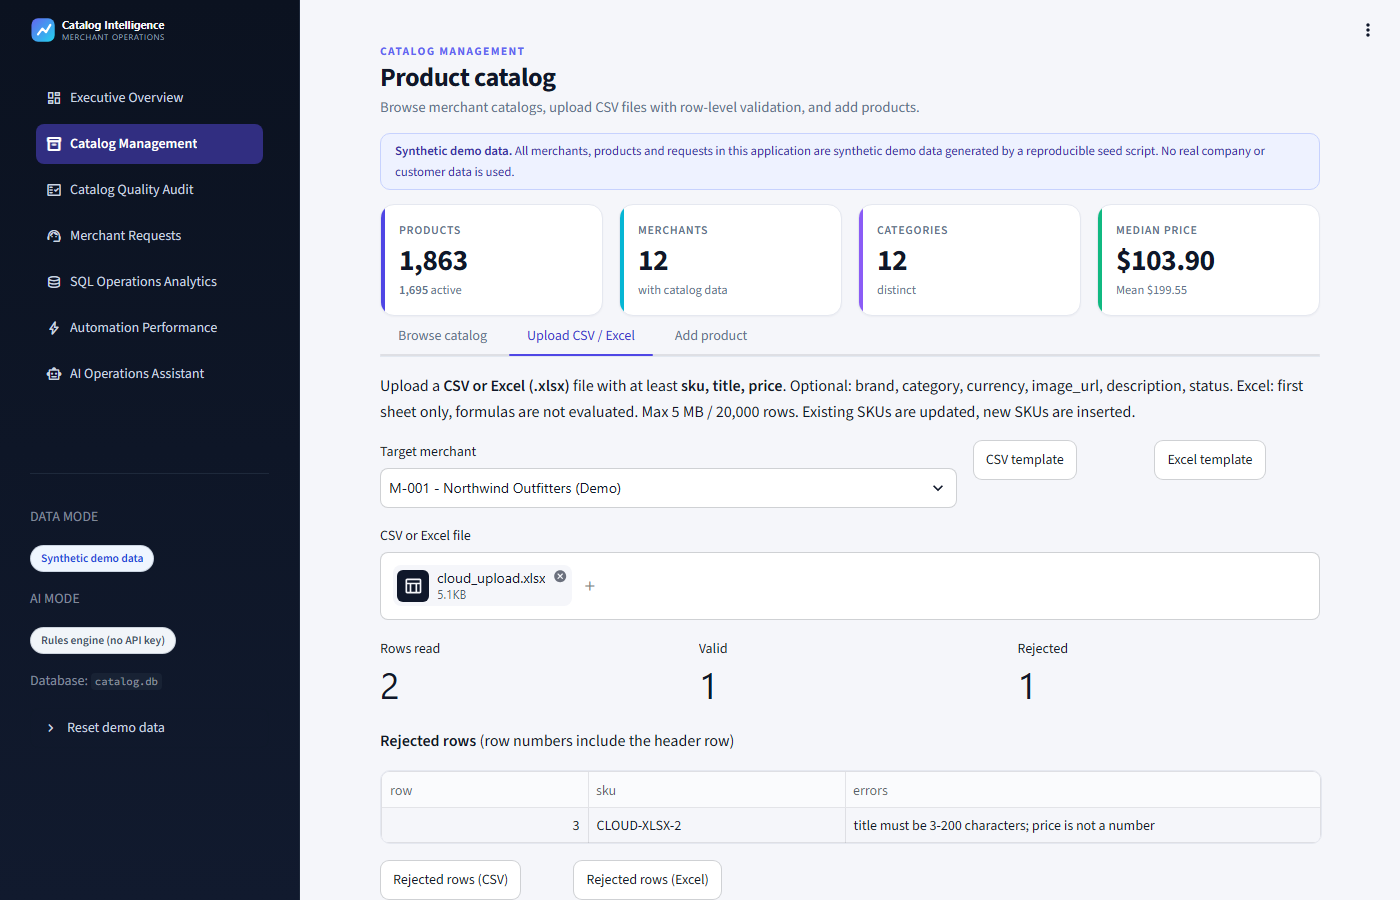 Catalog Intelligence
MERCHANT OPERATIONS
Executive Overview
Catalog Management
Catalog Quality Audit
Merchant Requests
SQL Operations Analytics
Automation Performance
AI Operations Assistant
DATA MODE
Synthetic demo data
AI MODE
Rules engine (no API key)
Database: catalog.db
Reset demo data
CATALOG MANAGEMENT
Product catalog
Browse merchant catalogs, upload CSV files with row-level validation, and add products.
Synthetic demo data. All merchants, products and requests in this application are synthetic demo data generated by a reproducible seed script. No real company or
customer data is used.
PRODUCTS
1,863
1,695 active
MERCHANTS
12
with catalog data
CATEGORIES
12
distinct
MEDIAN PRICE
$103.90
Mean $199.55
Browse catalog
Upload CSV / Excel
Add product
Upload a CSV or Excel (.xlsx) file with at least sku, title, price. Optional: brand, category, currency, image_url, description, status. Excel: first
sheet only, formulas are not evaluated. Max 5 MB / 20,000 rows. Existing SKUs are updated, new SKUs are inserted.
Target merchant
M-001 - Northwind Outfitters (Demo)
CSV template
Excel template
CSV or Excel file
cloud_upload.xlsx
5.1KB
Rows read
2
Valid
1
Rejected
1
Rejected rows (row numbers include the header row)
row sku errors
3 CLOUD-XLSX-2 title must be 3-200 characters; price is not a number
Rejected rows (CSV)
Rejected rows (Excel)